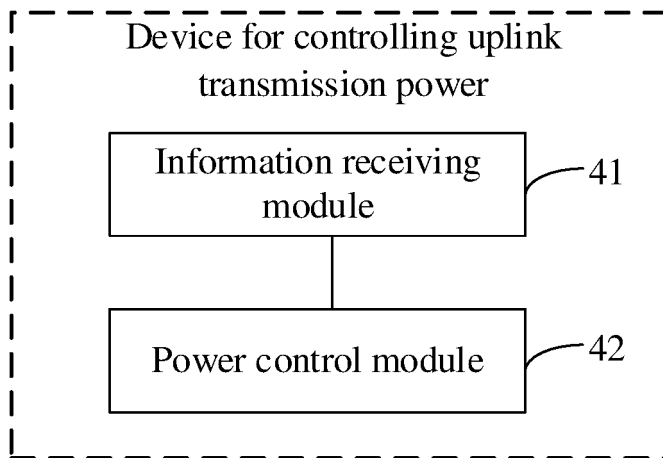 Device for controlling uplink
transmission power
Information receiving
module
41
Power control module
42